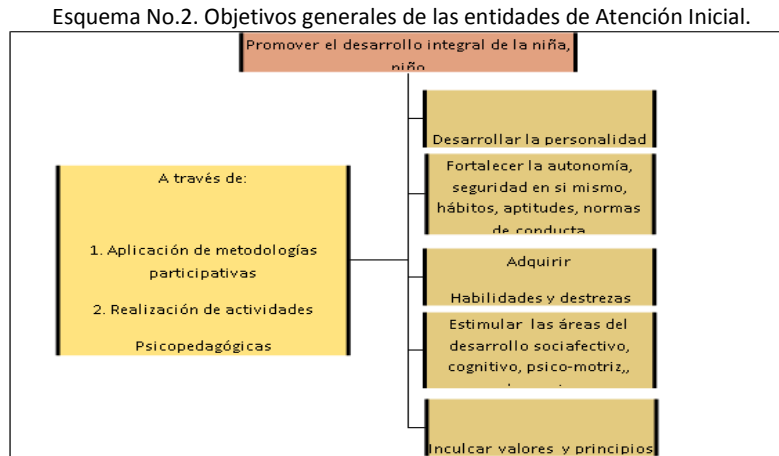 Esquema No.2. Objetivos generales de las entidades de Atención Inicial.
Promover el desarrollo integral de la niña,
niño
Desarrollar la personalidad
A través de:
1. Aplicación de metodologías
participativas
2. Realización de actividades
Psicopedagógicas
Fortalecer la autonomía,
seguridad en si mismo,
hábitos, aptitudes, normas
de conducta
Adquirir
Habilidades y destrezas
Estimular las áreas del
desarrollo sociafectivo,
cognitivo, psico-motriz,,
Inculcar valores y principios